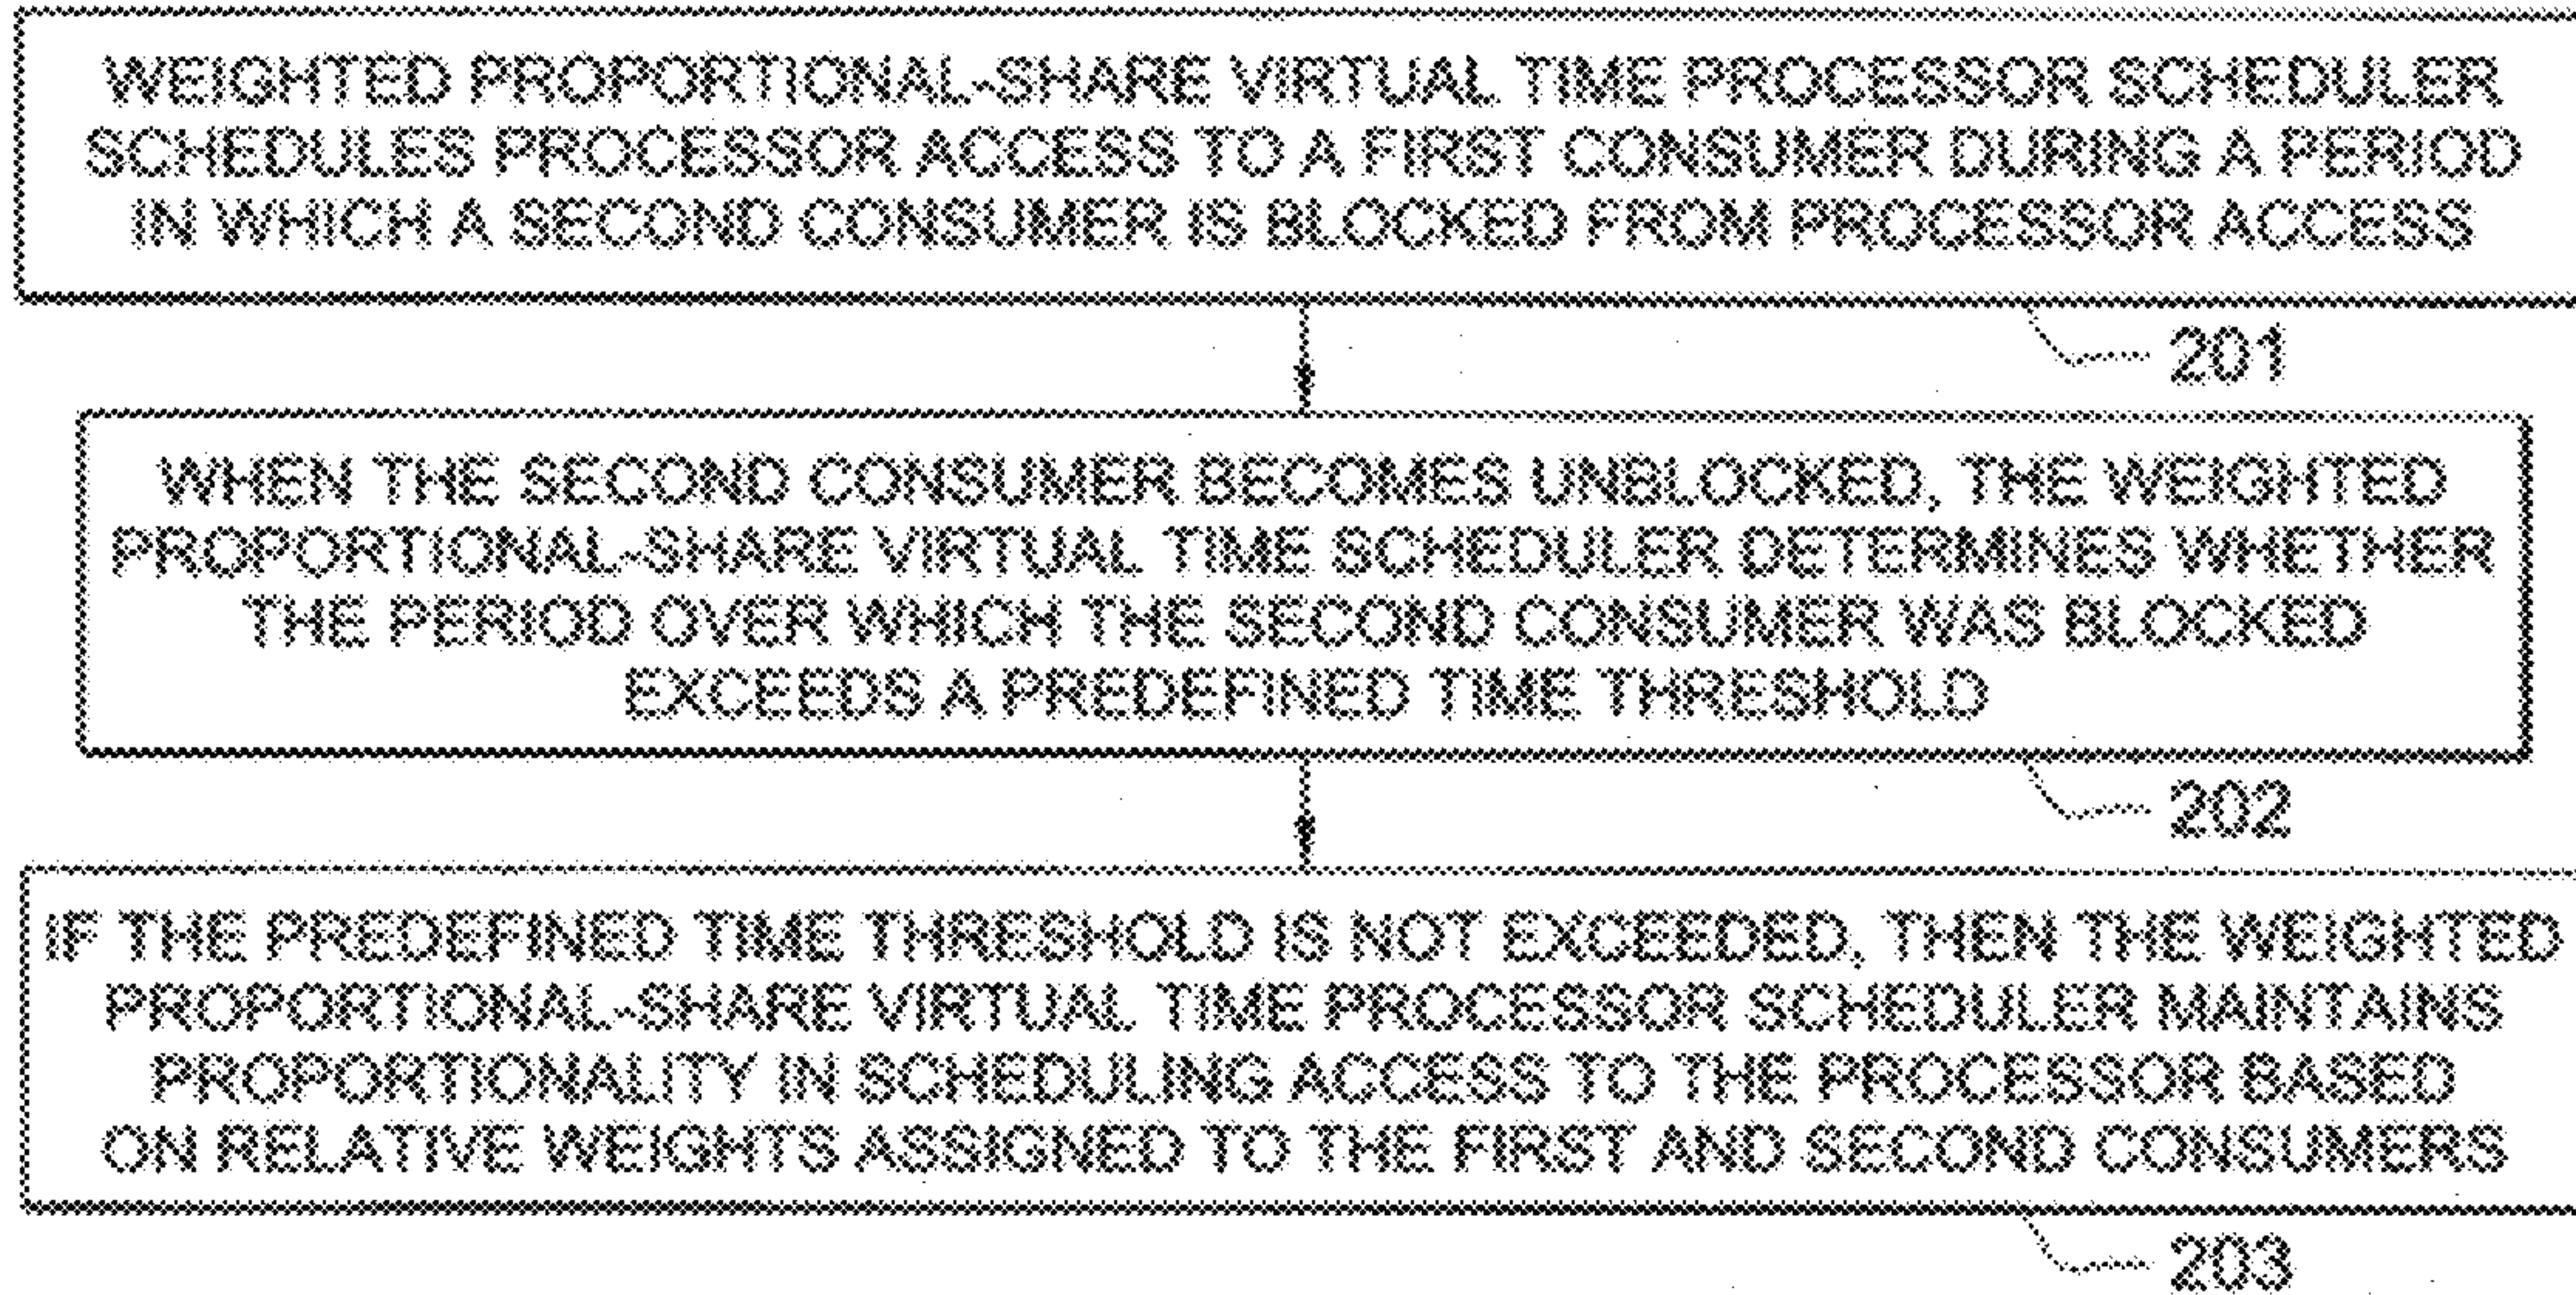 WEIGHTED PROPORTIONAL-SHARE VIRTUAL TIME PROCESSOR SCHEDULER
SCHEDULES PROCESSOR ACCESS TO A FIRST CONSUMER DURING A PERIOD
IN WHICH A SECOND CONSUMER IS BLOCKED FROM PROCESSOR ACCESS
201
WHEN THE SECOND CONSUMER BECOMES UNBLOCKED, THE WEIGHTED
PROPORTIONAL-SHARE VIRTUAL TIME SCHEDULER DETERMINES WHETHER
THE PERIOD OVER WHICH THE SECOND CONSUMER WAS BLOCKED
EXCEEDS A PREDEFINED TIME THRESHOLD
202
IF THE PREDEFINED TIME THRESHOLD IS NOT EXCEEDED, THEN THE WEIGHTED
PROPORTIONAL-SHARE VIRTUAL TIME PROCESSOR SCHEDULER MAINTAINS
PROPORTIONALITY IN SCHEDULING ACCESS TO THE PROCESSOR BASED
ON RELATIVE WEIGHTS ASSIGNED TO THE FIRST AND SECOND CONSUMERS
203